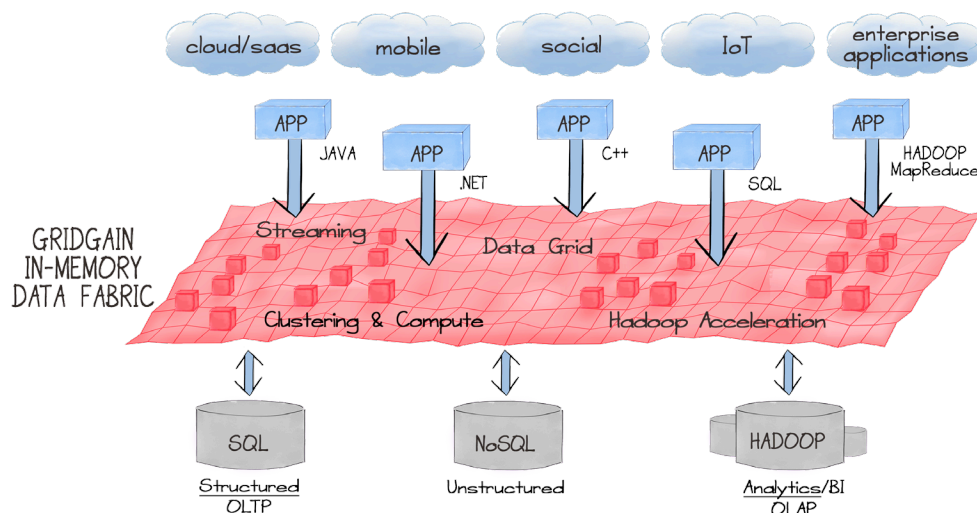 cloud/saas
mobile
social
IoT
enterprise
applications
APP
JAVA
APP
.NET
APP
C++
APP
SQL
APP
HADOOP
MapReduce
GRIDGAIN
IN-MEMORY
DATA FABRIC
Streaming
Data Grid
Clustering & Compute
Hadoop Acceleration
SQL
NoSQL
HADOOP
Structured
OLTP
Unstructured
Analytics/BI
OLAP